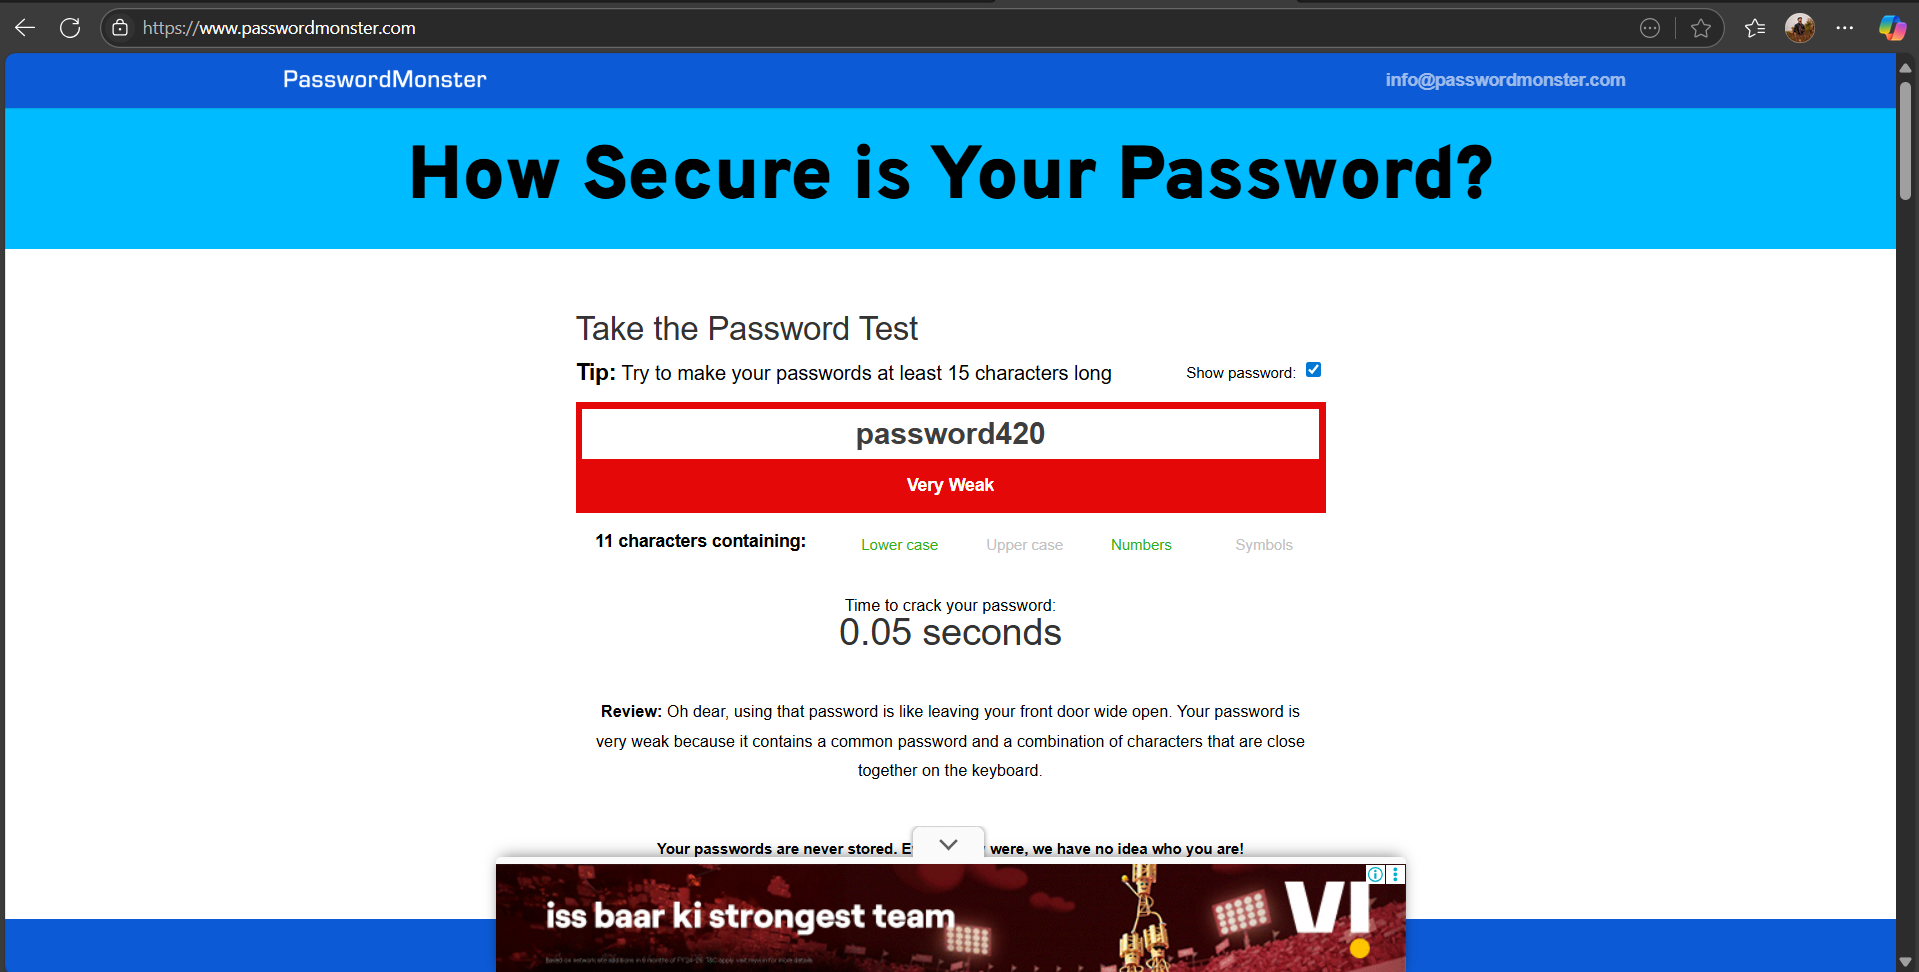 https://www.passwordmonster.com
PasswordMonster
info@passwordmonster.com
How Secure is Your Password?
Take the Password Test
Tip: Try to make your passwords at least 15 characters long
Show password:
password420
Very Weak
11 characters containing:
Lower case
Upper case
Numbers
Symbols
Time to crack your password:
0.05 seconds
Review: Oh dear, using that password is like leaving your front door wide open. Your password is
very weak because it contains a common password and a combination of characters that are close
together on the keyboard.
Your passwords are never stored. E were, we have no idea who you are!
iss baar ki strongest team
VI